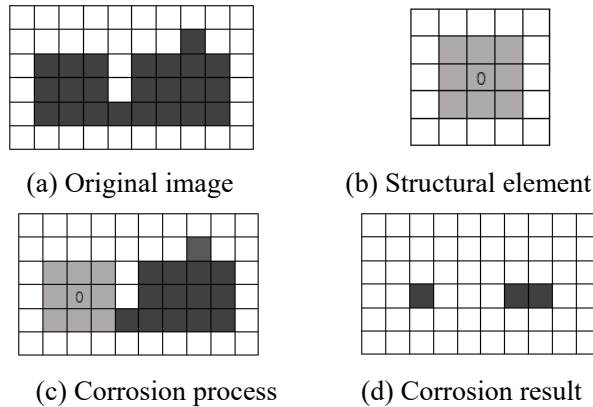 0
(a) Original image
(b) Structural element
0
(c) Corrosion process
(d) Corrosion result